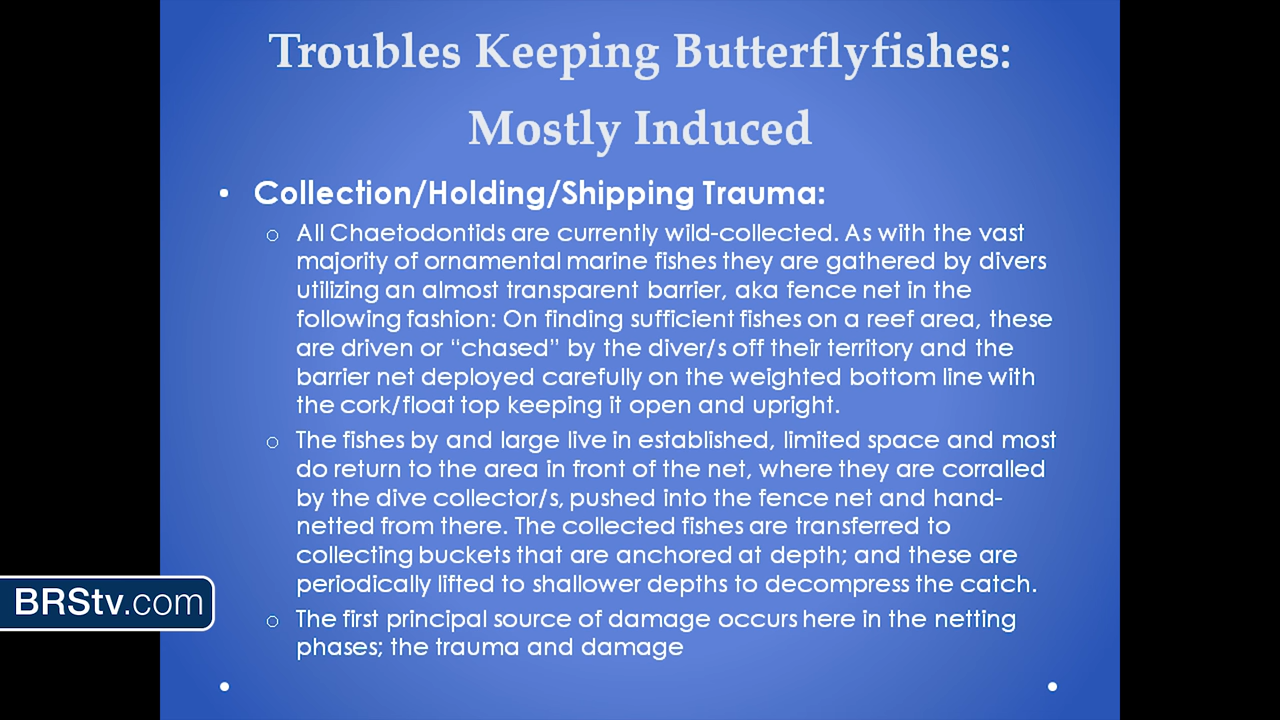 Troubles Keeping Butterflyfishes:
Mostly Induced
• Collection/Holding/Shipping Trauma:
o All Chaetodontids are currently wild-collected. As with the vast
majority of ornamental marine fishes they are gathered by divers
utilizing an almost transparent barrier, aka fence net in the
following fashion: On finding sufficient fishes on a reef area, these
are driven or “chased” by the diver/s off their territory and the
barrier net deployed carefully on the weighted bottom line with
the cork/float top keeping it open and upright.
o The fishes by and large live in established, limited space and most
do return to the area in front of the net, where they are corralled
by the dive collector/s, pushed into the fence net and hand-
netted from there. The collected fishes are transferred to
collecting buckets that are anchored at depth; and these are
periodically lifted to shallower depths to decompress the catch.
o The first principal source of damage occurs here in the netting
phases; the trauma and damage
BRStv.com